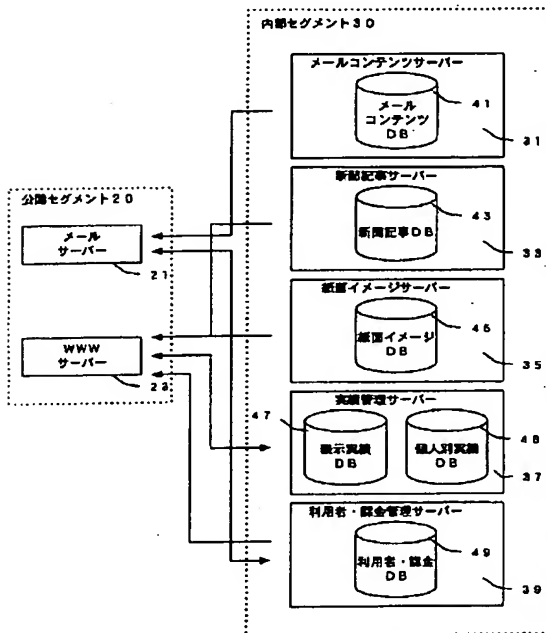 内部セグメント30
メールコンテンツサーバー
メール
コンテンツ
DB
41
31
新聞記事サーバー
新聞記事DB
43
33
公開セグメント20
メール
サーバー
21
WWW
サーバー
23
紙面イメージサーバー
紙面イメージ
DB
45
35
実績管理サーバー
47
表示実績
DB
個人別実績
DB
48
37
利用者・課金管理サーバー
利用者・課金
DB
49
39